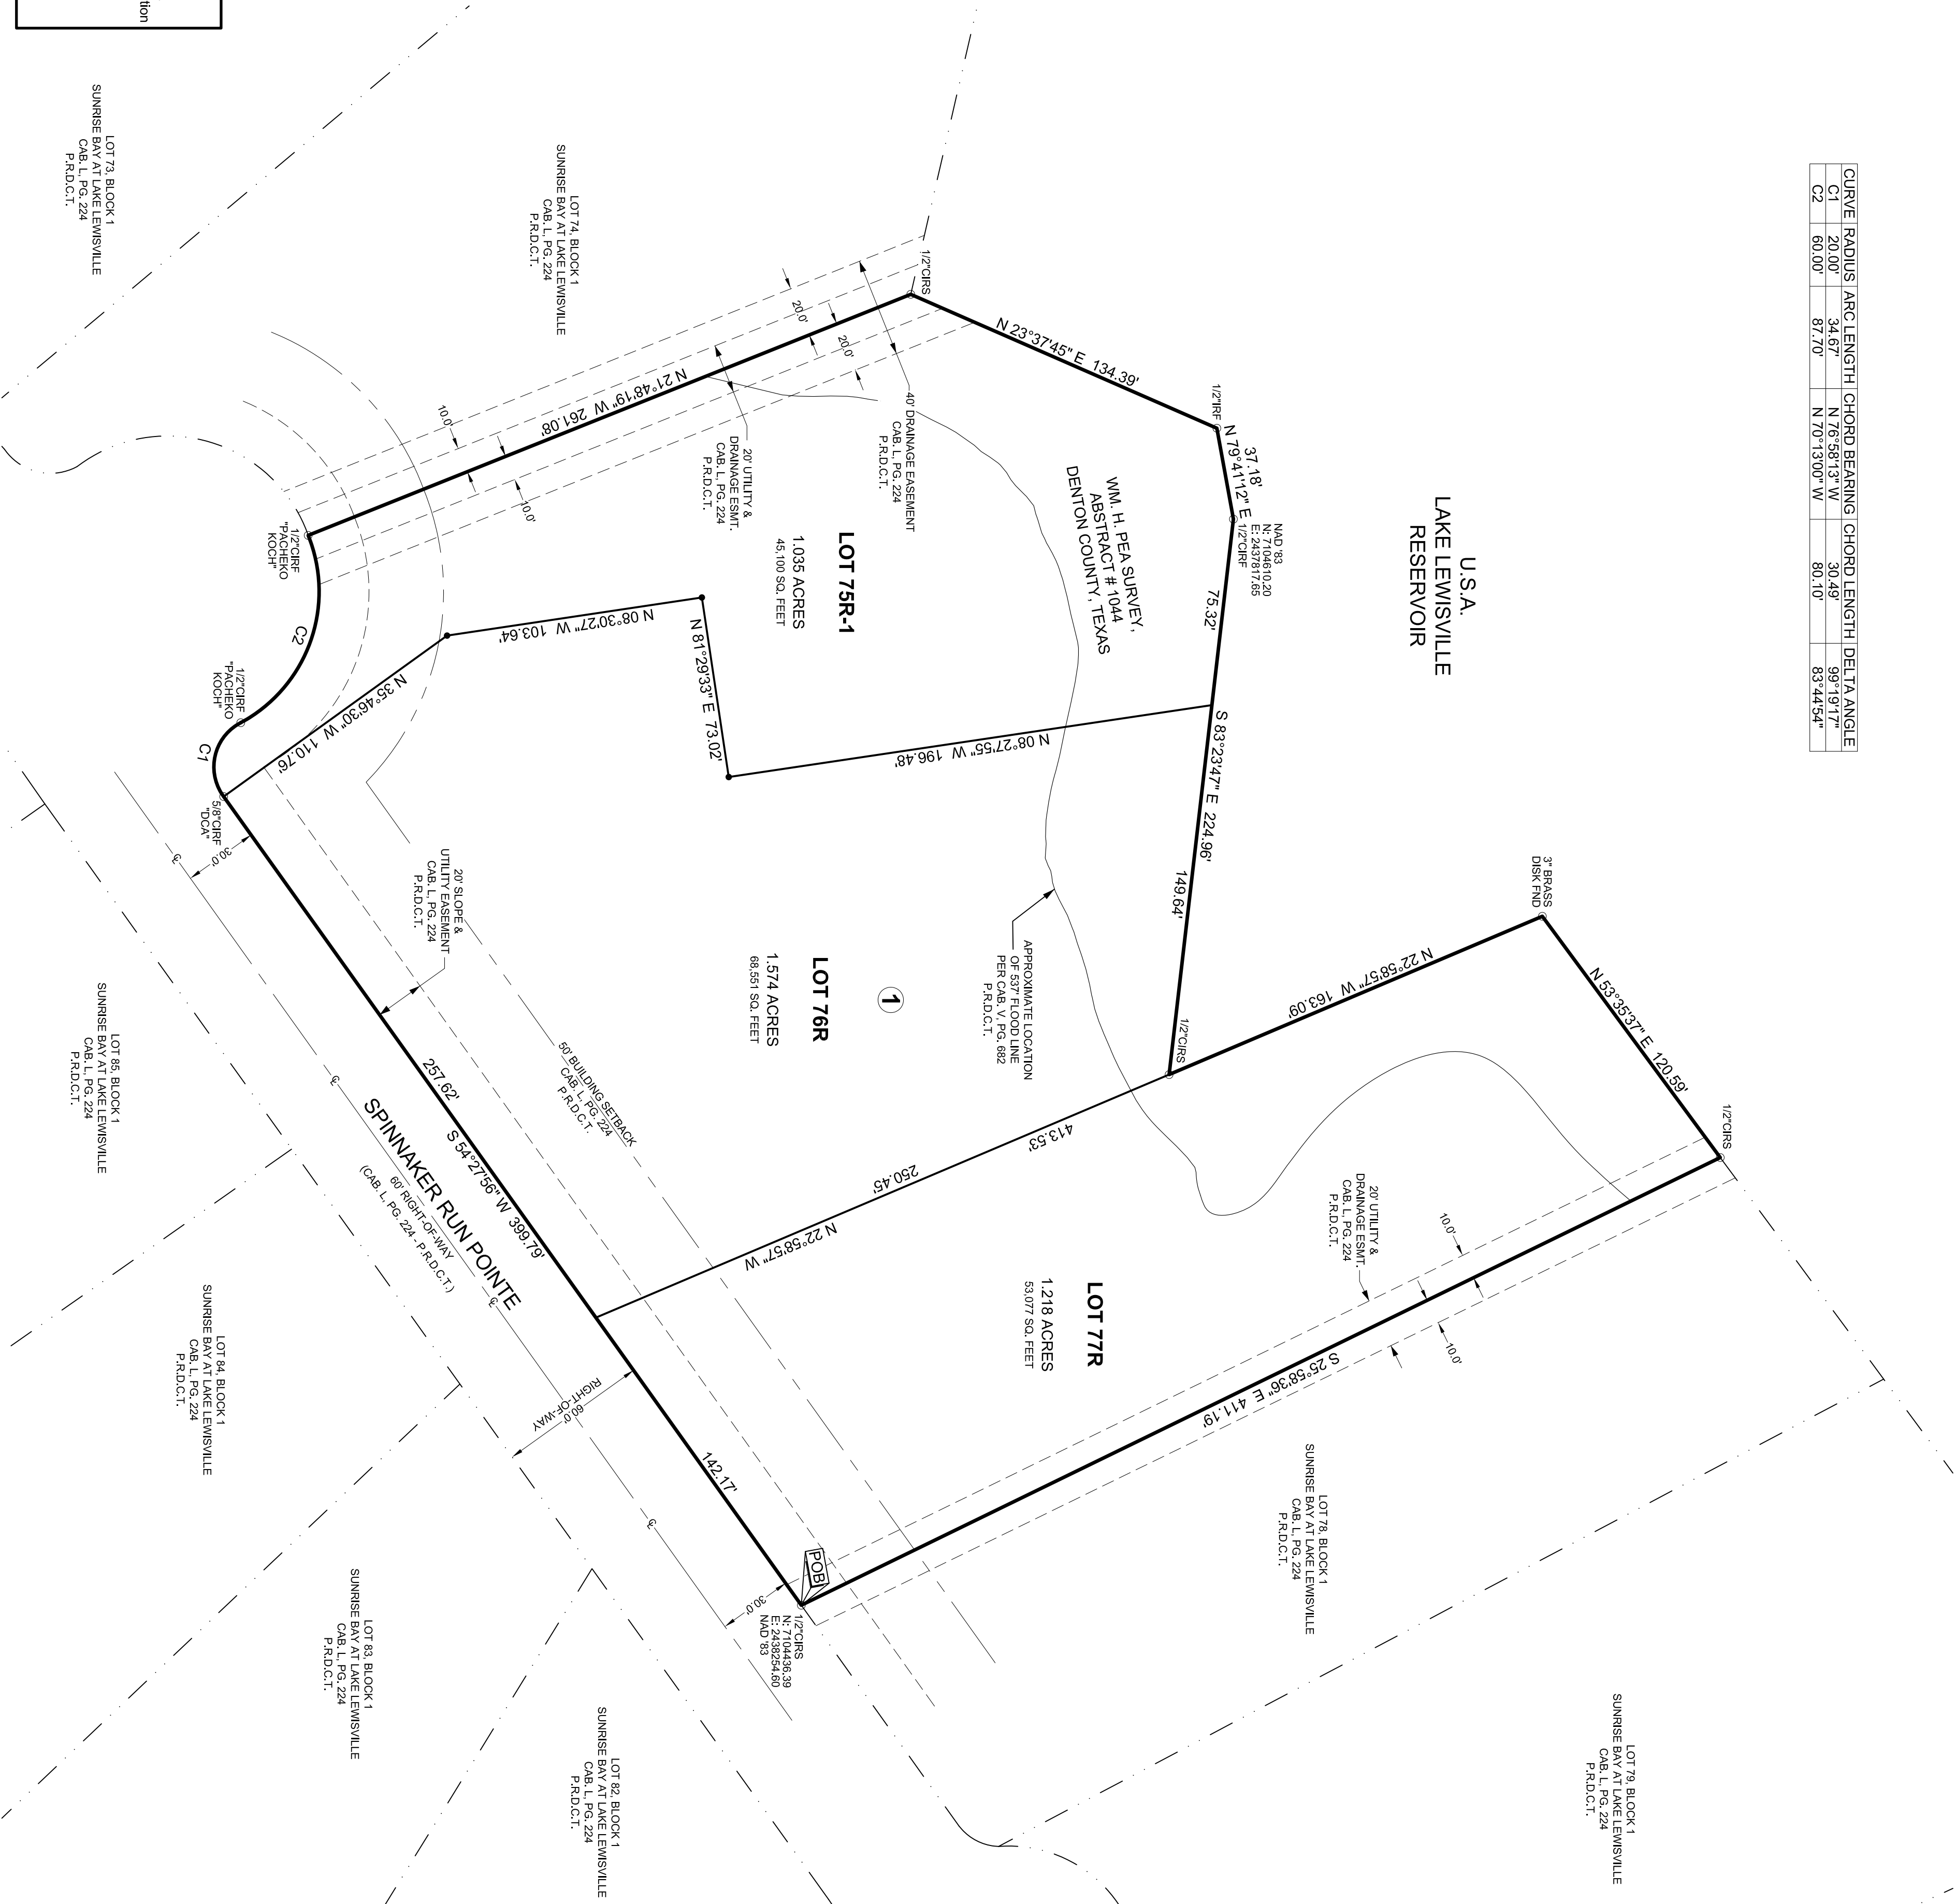 tion
CURVE RADIUS ARC LENGTH CHORD BEARING CHORD LENGTH DELTA ANGLE
C1 20.00' 34.67' N 76°58'13" W 30.49' 99°19'17"
C2 60.00' 87.70' N 70°13'00" W 80.10' 83°44'54"
U.S.A.
LAKE LEWISVILLE
RESERVOIR
LOT 73, BLOCK 1
SUNRISE BAY AT LAKE LEWISVILLE
CAB. L, PG. 224
P.R.D.C.T.
LOT 74, BLOCK 1
SUNRISE BAY AT LAKE LEWISVILLE
CAB. L, PG. 224
P.R.D.C.T.
1/2"CIRS
N 23°37'45" E 134.39'
1/2"IRF
37.18'
N 79°41'12" E
NAD '83
N: 7104610.20
E: 2437817.65
1/2"CIRF
75.32'
S 83°23'47" E 224.96'
149.64'
1/2"CIRS
N 22°58'57" W 163.09'
3" BRASS
DISK FND
N 53°35'37" E 120.59'
1/2"CIRS
WM. H. PEA SURVEY,
ABSTRACT # 1044
DENTON COUNTY, TEXAS
20.0'
20.0'
40' DRAINAGE EASEMENT
CAB. L, PG. 224
P.R.D.C.T.
N 21°48'19" W 261.08'
20' UTILITY &
DRAINAGE ESMT.
CAB. L, PG. 224
P.R.D.C.T.
10.0'
10.0'
LOT 75R-1
1.035 ACRES
45,100 SQ. FEET
N 08°30'27" W 103.64'
N 81°29'33" E 73.02'
N 08°27'55" W 196.48'
N 35°46'30" W 110.76'
1/2"CIRF
"PACHEKO
KOCH"
C2
1/2"CIRF
"PACHEKO
KOCH"
C1
5/8"CIRF
"DCA"
30.0'
APPROXIMATE LOCATION
OF 537' FLOOD LINE
PER CAB. V, PG. 682
P.R.D.C.T.
1
LOT 76R
1.574 ACRES
68,551 SQ. FEET
20' SLOPE &
UTILITY EASEMENT
CAB. L, PG. 224
P.R.D.C.T.
50' BUILDING SETBACK
CAB. L, PG. 224
P.R.D.C.T.
413.53'
250.45'
N 22°58'57" W
257.62'
S 54°27'56" W 399.79'
142.17'
SPINNAKER RUN POINTE
60' RIGHT-OF-WAY
(CAB. L, PG. 224 - P.R.D.C.T.)
60.0'
RIGHT-OF-WAY
20' UTILITY &
DRAINAGE ESMT.
CAB. L, PG. 224
P.R.D.C.T.
10.0'
10.0'
LOT 77R
1.218 ACRES
53,077 SQ. FEET
S 25°58'36" E 411.19'
POB
30.0'
1/2"CIRS
N: 7104436.39
E: 2438254.60
NAD '83
LOT 78, BLOCK 1
SUNRISE BAY AT LAKE LEWISVILLE
CAB. L, PG. 224
P.R.D.C.T.
LOT 79, BLOCK 1
SUNRISE BAY AT LAKE LEWISVILLE
CAB. L, PG. 224
P.R.D.C.T.
LOT 85, BLOCK 1
SUNRISE BAY AT LAKE LEWISVILLE
CAB. L, PG. 224
P.R.D.C.T.
LOT 84, BLOCK 1
SUNRISE BAY AT LAKE LEWISVILLE
CAB. L, PG. 224
P.R.D.C.T.
LOT 83, BLOCK 1
SUNRISE BAY AT LAKE LEWISVILLE
CAB. L, PG. 224
P.R.D.C.T.
LOT 82, BLOCK 1
SUNRISE BAY AT LAKE LEWISVILLE
CAB. L, PG. 224
P.R.D.C.T.